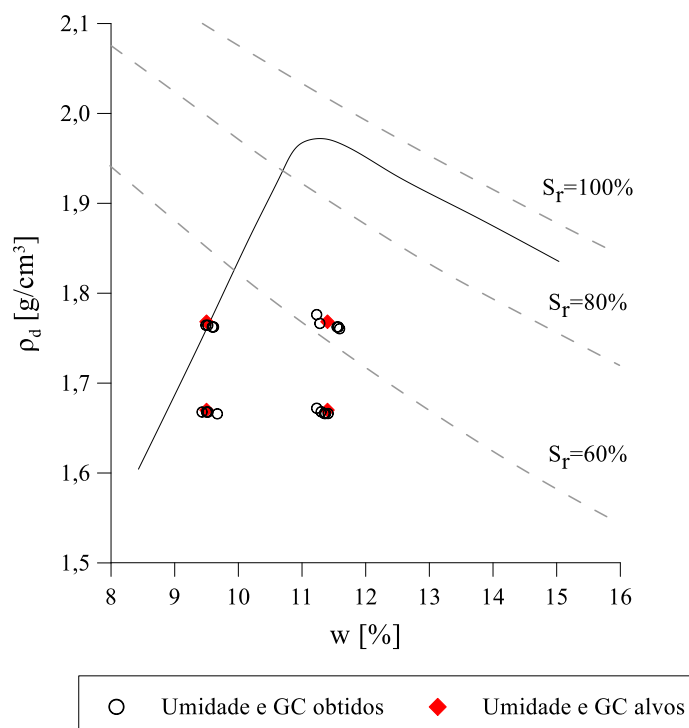 2,1
2,0
1,9
1,8
1,7
1,6
1,5
ρd [g/cm³]
Sr=100%
Sr=80%
Sr=60%
8 9 10 11 12 13 14 15 16
w [%]
Umidade e GC obtidos Umidade e GC alvos